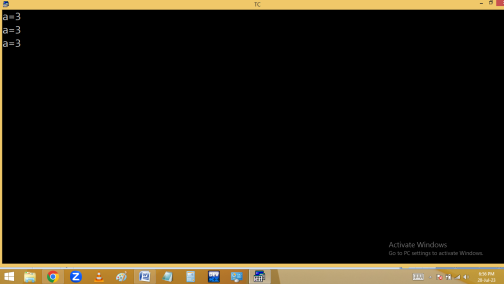 TC
a=3
a=3
a=3
Activate Windows
Go to PC settings to activate Windows.